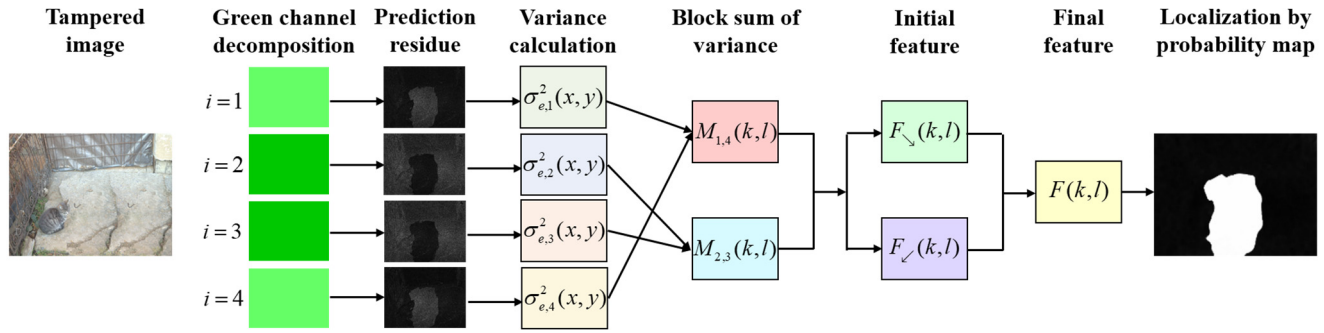 Tampered
image
Green channel
decomposition
Prediction
residue
Variance
calculation
Block sum of
variance
Initial
feature
Final
feature
Localization by
probability map
i = 1
σ²ₑ,₁(x, y)
i = 2
σ²ₑ,₂(x, y)
i = 3
σ²ₑ,₃(x, y)
i = 4
σ²ₑ,₄(x, y)
M₁,₄(k,l)
M₂,₃(k,l)
F↘(k,l)
F↙(k,l)
F(k,l)